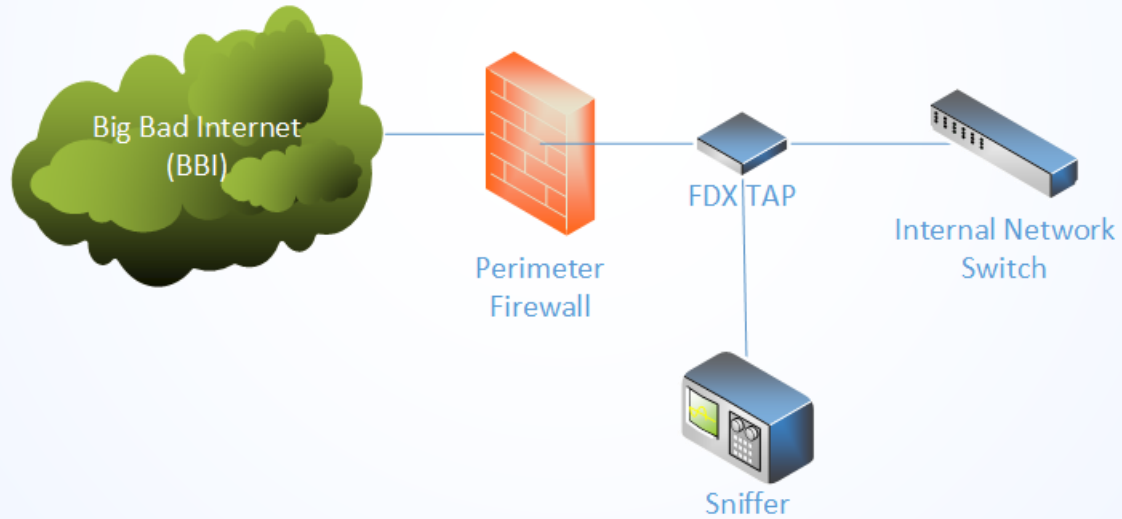 Big Bad Internet
(BBI)
Perimeter
Firewall
FDX TAP
Internal Network
Switch
Sniffer